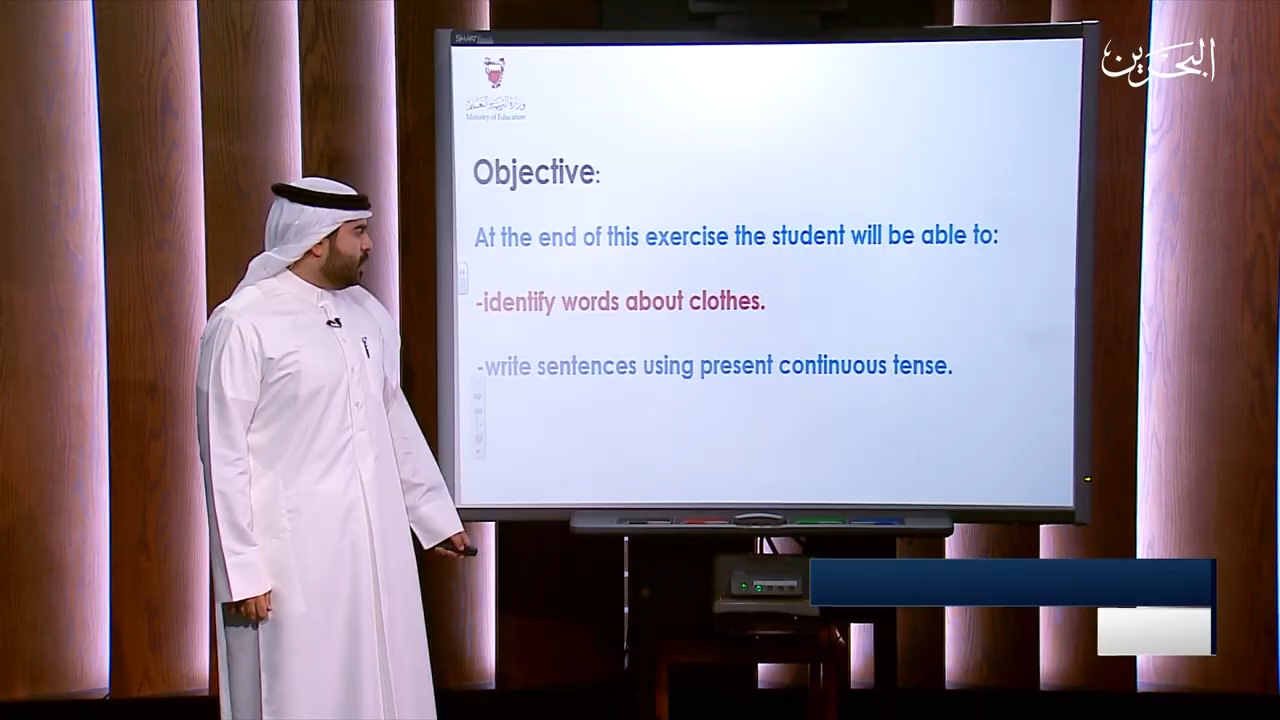 SMART
البحرين
وزارة التربية والتعليم
Ministry of Education
Objective:
At the end of this exercise the student will be able to:
-identify words about clothes.
-write sentences using present continuous tense.